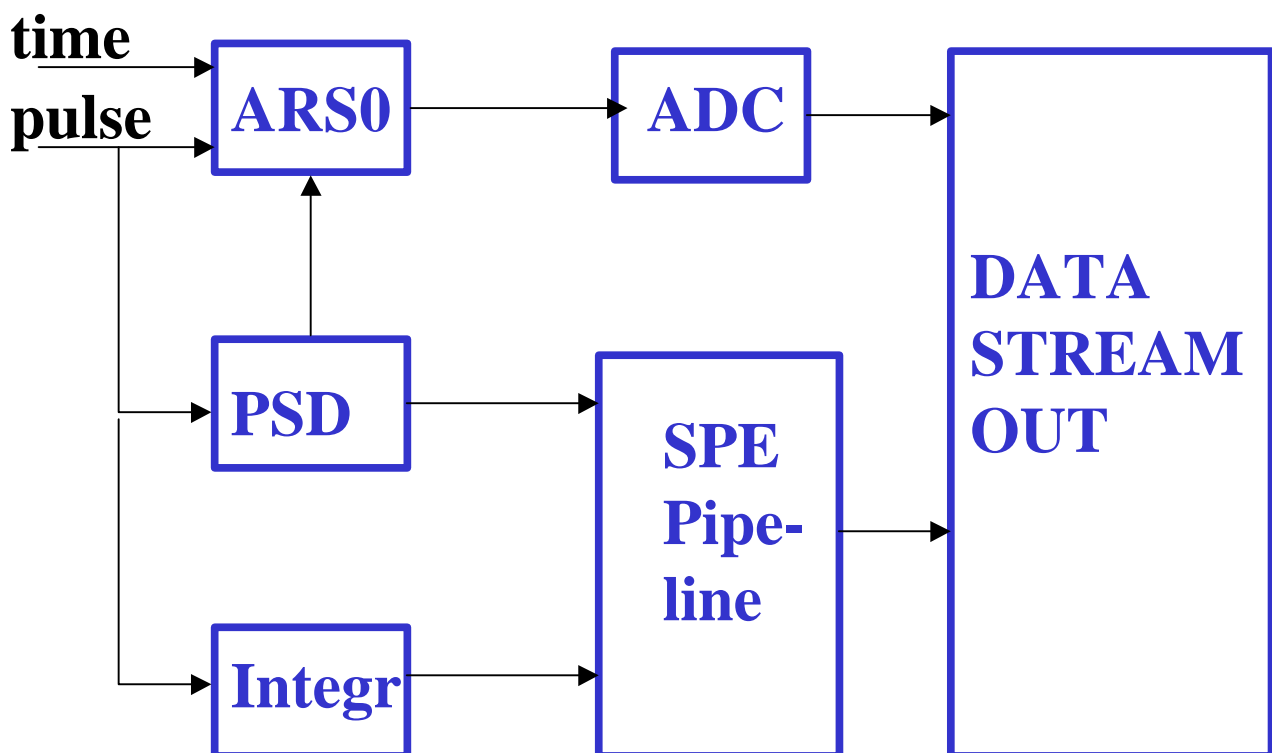 time
pulse
ARS0
ADC
DATA
STREAM
OUT
PSD
SPE
Pipe-
line
Integr